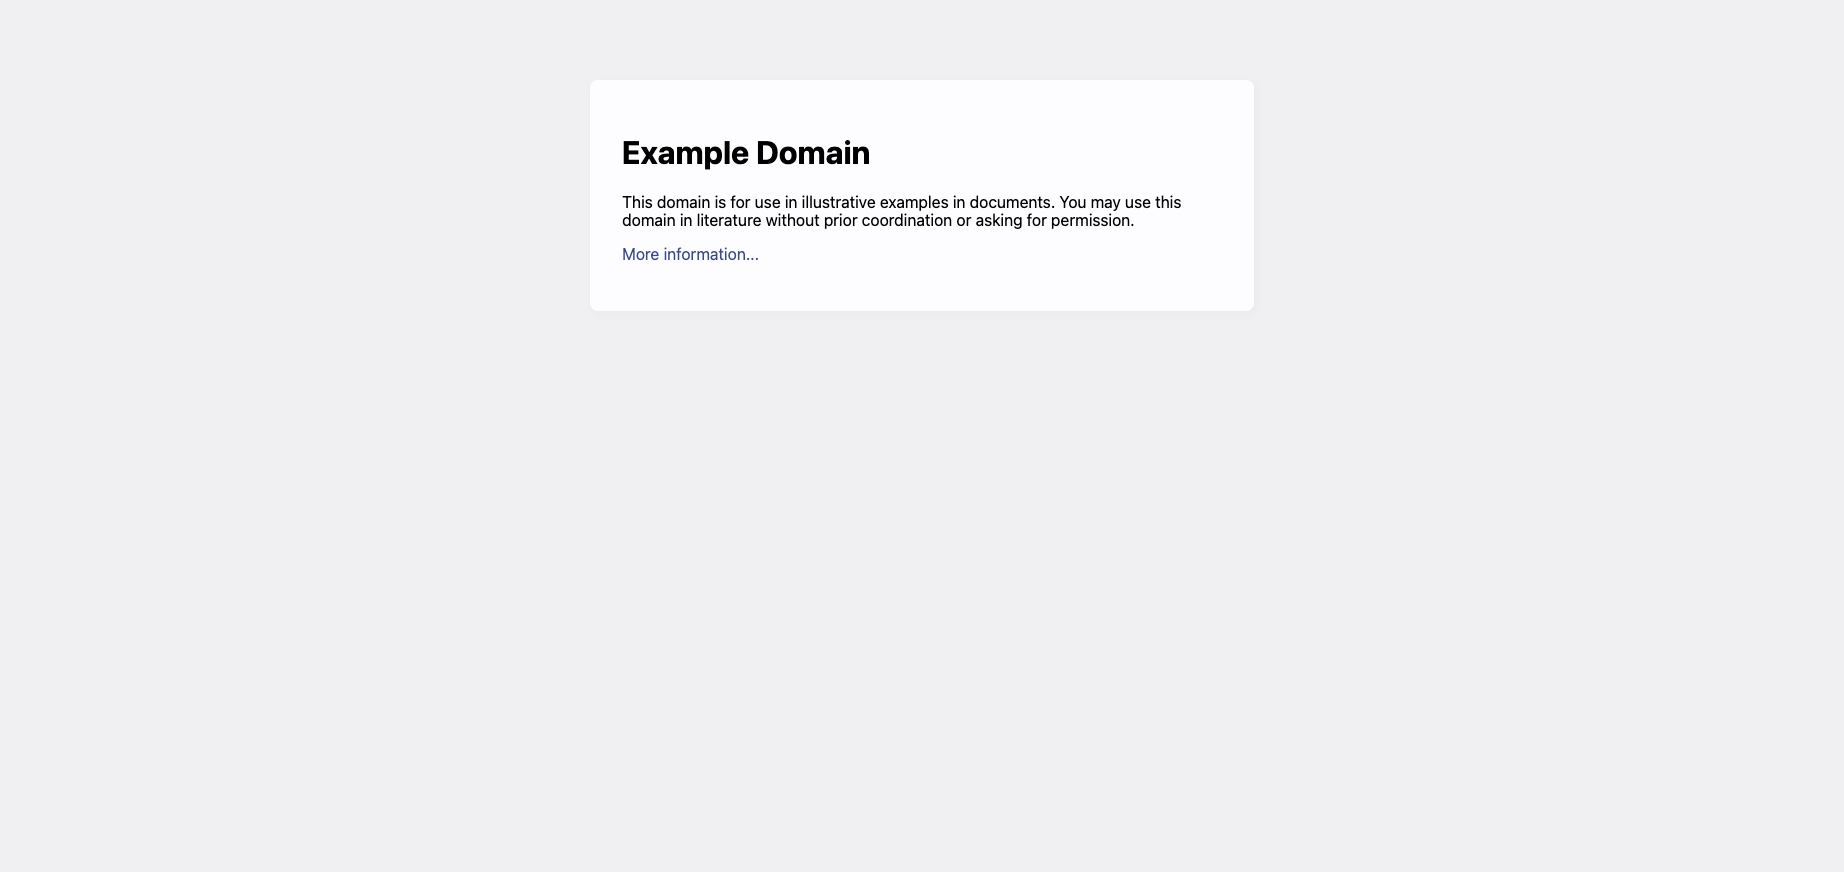 Example Domain
This domain is for use in illustrative examples in documents. You may use this
domain in literature without prior coordination or asking for permission.
More information...